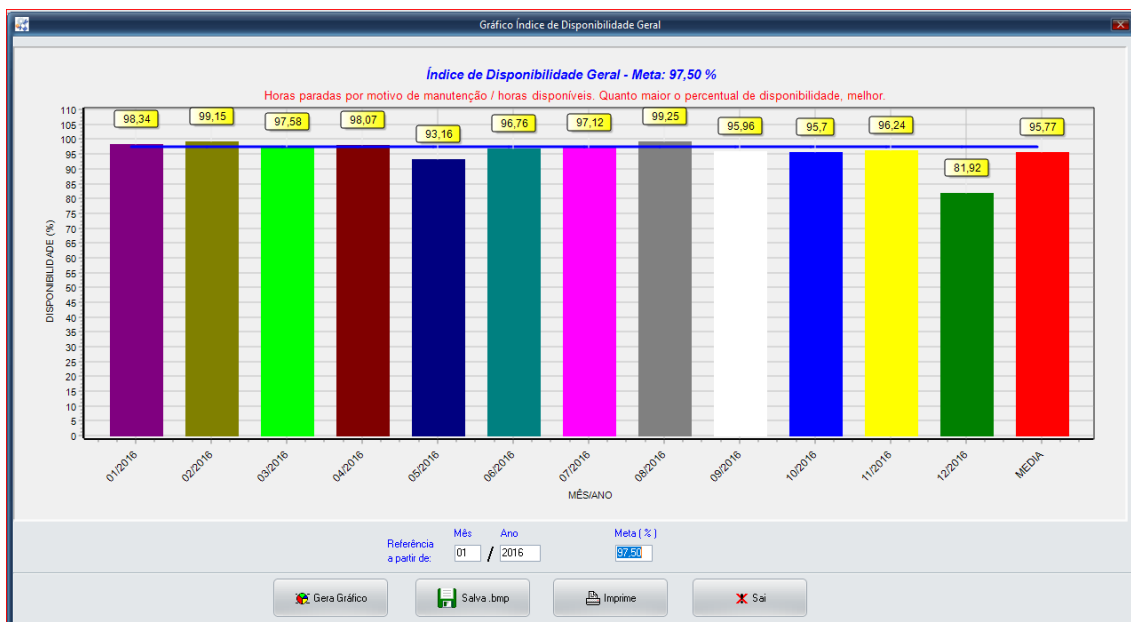 Gráfico Índice de Disponibilidade Geral
Índice de Disponibilidade Geral - Meta: 97,50 %
Horas paradas por motivo de manutenção / horas disponíveis. Quanto maior o percentual de disponibilidade, melhor.
98,34 99,15 97,58 98,07 93,16 96,76 97,12 99,25 95,96 95,7 96,24 81,92 95,77
DISPONIBILIDADE (%)
110
105
100
95
90
85
80
75
70
65
60
55
50
45
40
35
30
25
20
15
10
5
0
01/2016 02/2016 03/2016 04/2016 05/2016 06/2016 07/2016 08/2016 09/2016 10/2016 11/2016 12/2016 MEDIA
MÊS/ANO
Mês Ano Meta ( % )
Referência
a partir de: 01 / 2016 97,50
Gera Gráfico Salva .bmp Imprime Sai